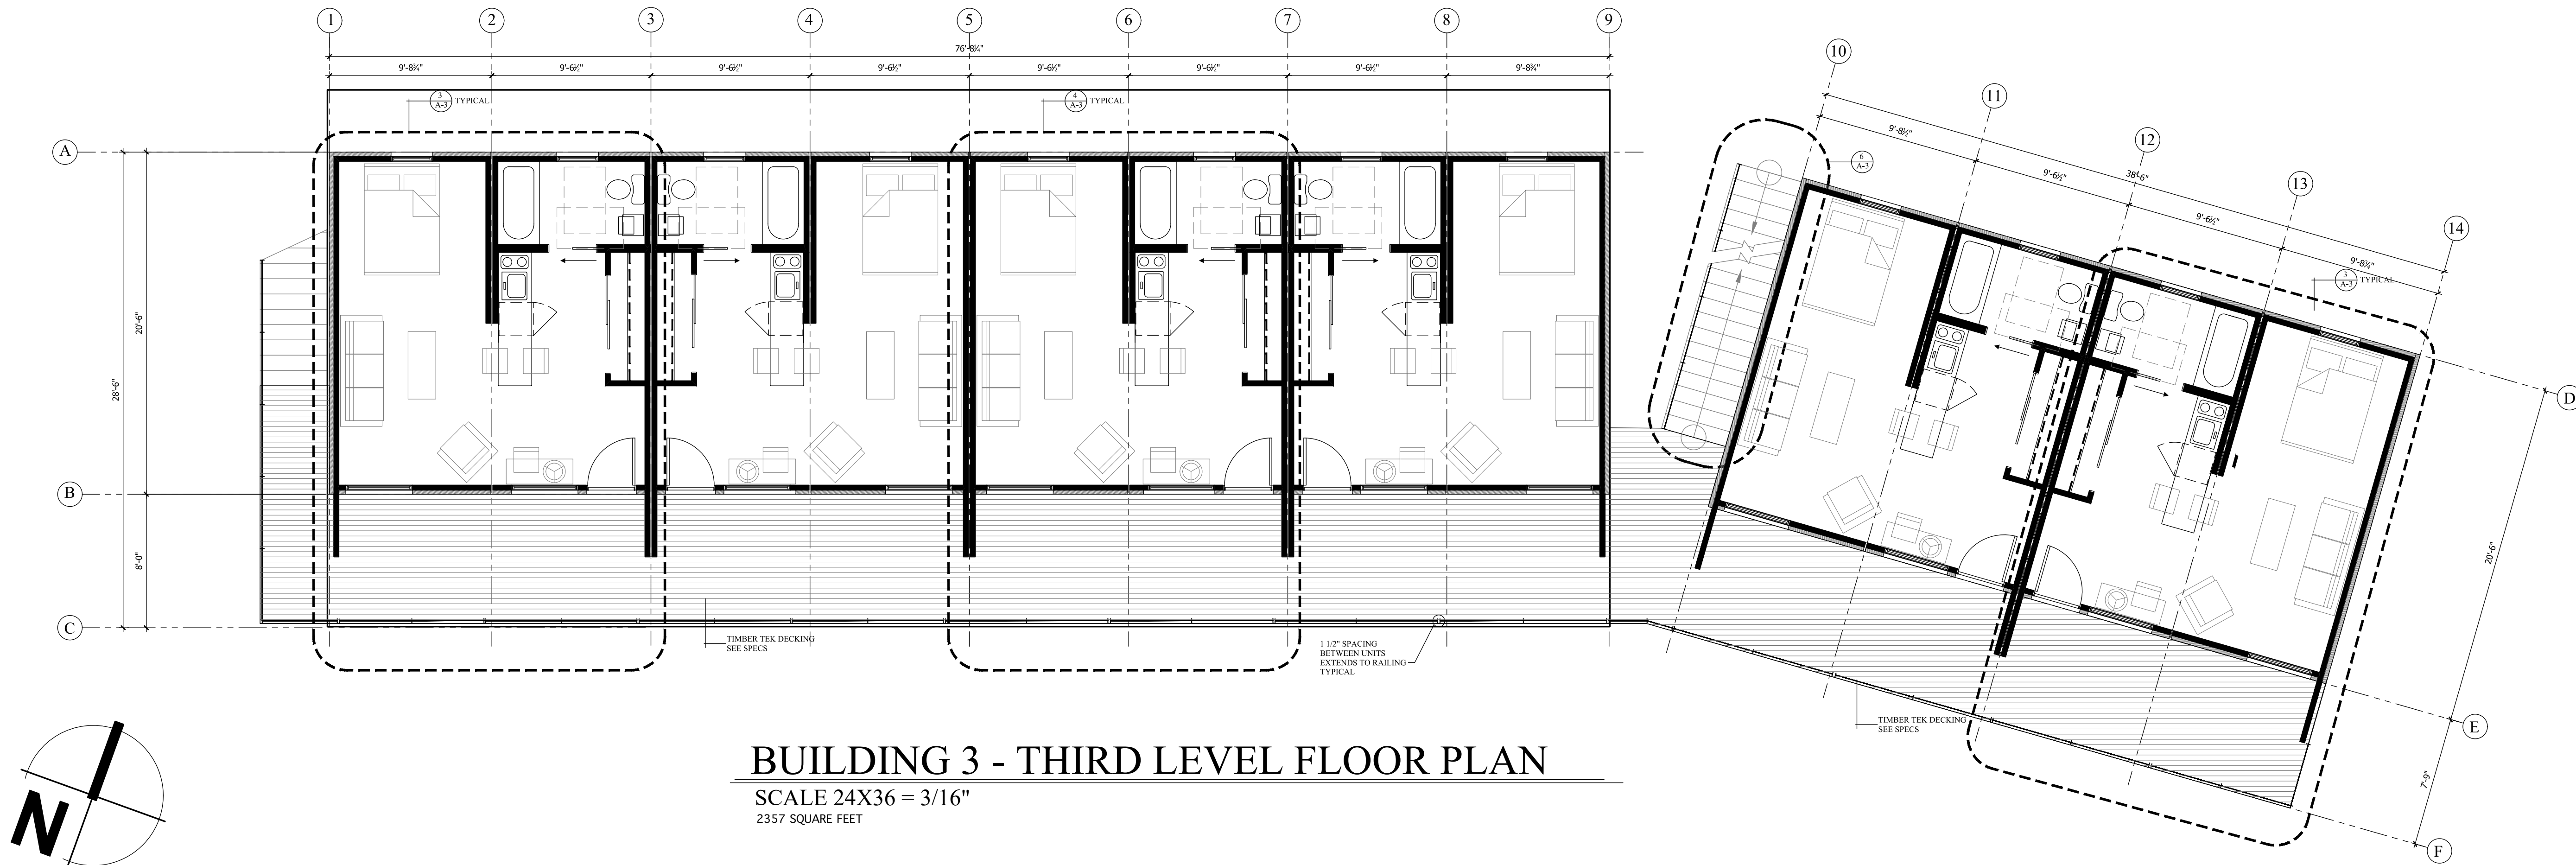 1
2
3
4
5
6
7
8
9
76'-8¼"
9'-8¾"
9'-6½"
9'-6½"
9'-6½"
9'-6½"
9'-6½"
9'-6½"
9'-8¾"
3
A-3
TYPICAL
4
A-3
TYPICAL
10
11
12
13
14
9'-8½"
9'-6½"
38'-6"
9'-6½"
9'-8¾"
6
A-3
3
A-3
TYPICAL
A
B
C
28'-6"
20'-6"
8'-0"
D
E
F
20'-6"
7'-9"
TIMBER TEK DECKING
SEE SPECS
1 1/2" SPACING
BETWEEN UNITS
EXTENDS TO RAILING
TYPICAL
TIMBER TEK DECKING
SEE SPECS
N
BUILDING 3 - THIRD LEVEL FLOOR PLAN
SCALE 24X36 = 3/16"
2357 SQUARE FEET